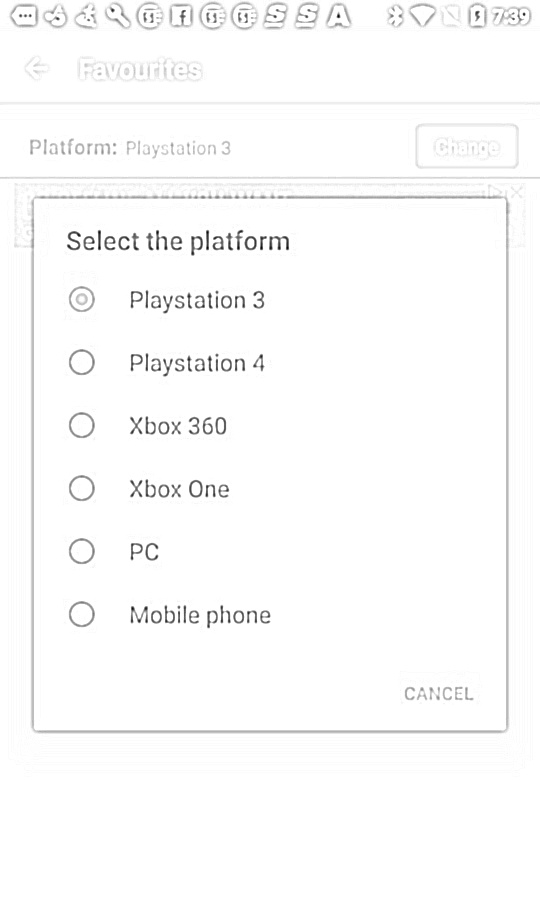 7:39
Favourites
Platform: Playstation 3
Change
Select the platform
Playstation 3
Playstation 4
Xbox 360
Xbox One
PC
Mobile phone
CANCEL